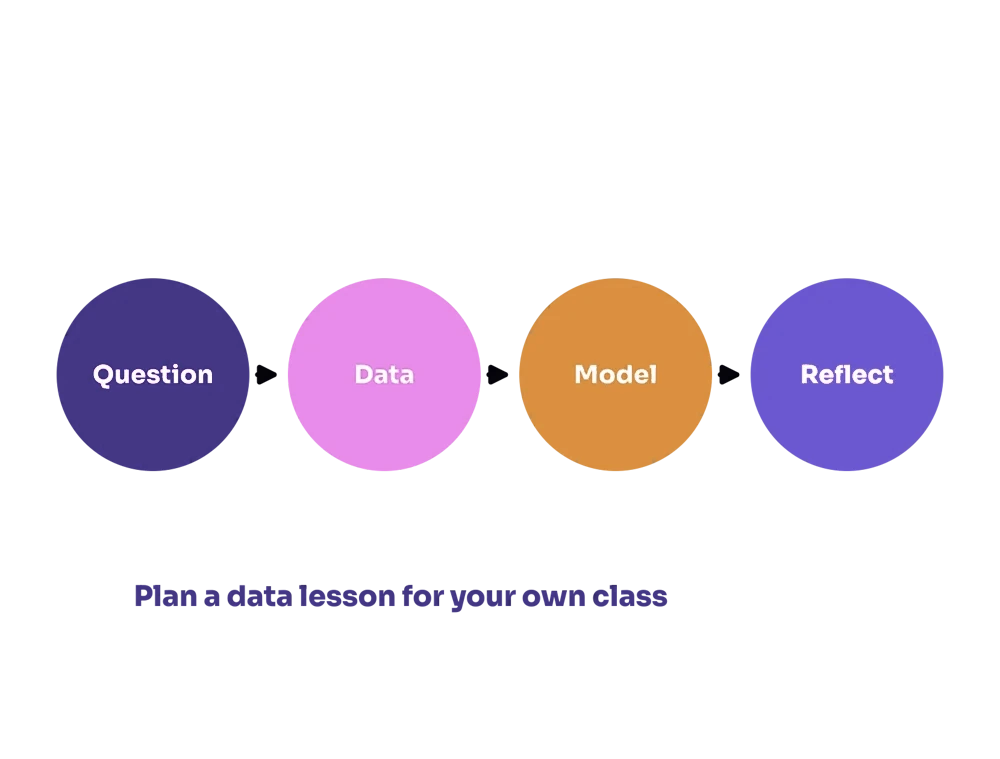 Question
Data
Model
Reflect
Plan a data lesson for your own class